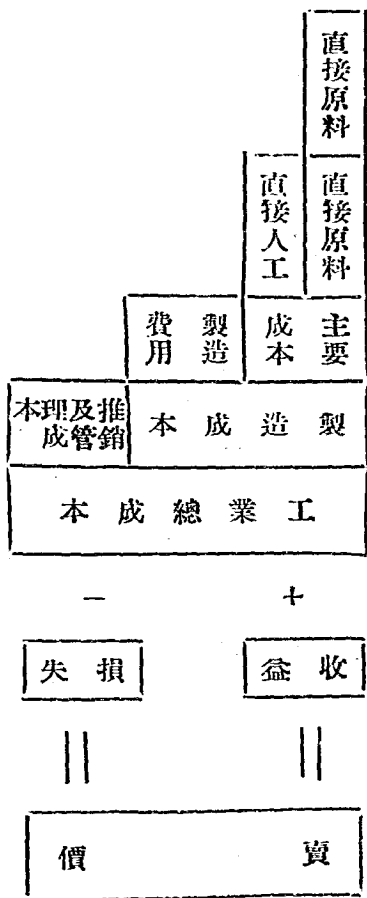 直接原料
直接原料
直接人工
主要
成本
製造
費用
製造成本
推銷
及管
理成
本
工業總成本
+
−
收益
損失
||
||
賣價